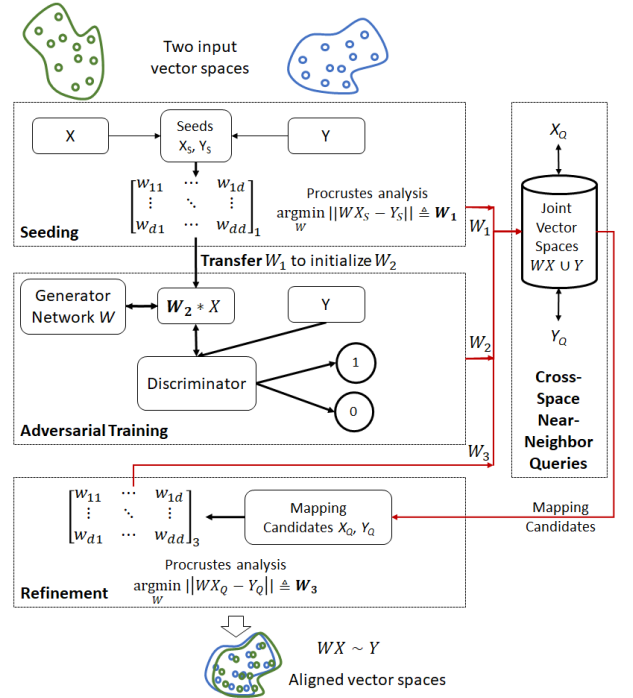 Two input
vector spaces
X
Seeds
X_S, Y_S
Y
[w_11 ⋯ w_1d
⋮ ⋱ ⋮
w_d1 ⋯ w_dd]_1
Procrustes analysis
argmin ||WX_S − Y_S|| ≜ W_1
W
Seeding
W_1
Transfer W_1 to initialize W_2
Generator
Network W
W_2 * X
Y
Discriminator
1
0
Adversarial Training
W_2
W_3
X_Q
Joint
Vector
Spaces
WX ∪ Y
Y_Q
Cross-
Space
Near-
Neighbor
Queries
Mapping
Candidates
[w_11 ⋯ w_1d
⋮ ⋱ ⋮
w_d1 ⋯ w_dd]_3
Mapping
Candidates X_Q, Y_Q
Procrustes analysis
argmin ||WX_Q − Y_Q|| ≜ W_3
W
Refinement
WX ~ Y
Aligned vector spaces